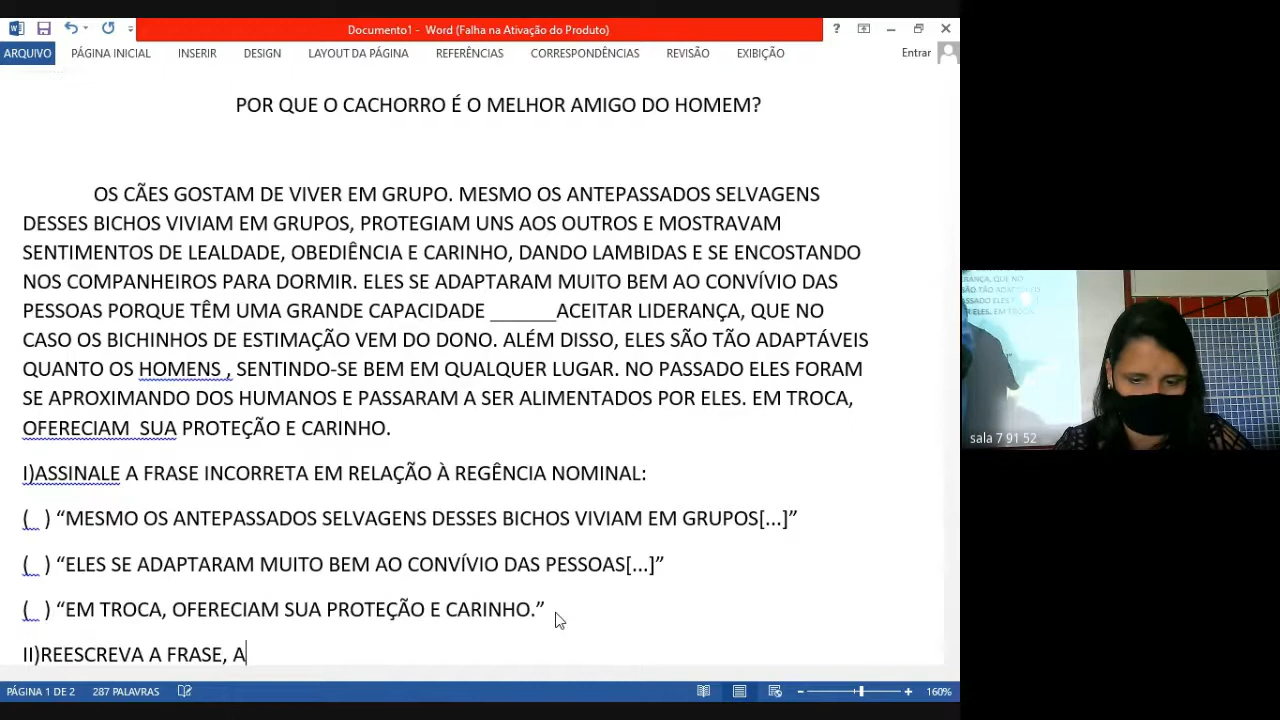 Documento1 - Word (Falha na Ativação do Produto)
?
ARQUIVO PÁGINA INICIAL INSERIR DESIGN LAYOUT DA PÁGINA REFERÊNCIAS CORRESPONDÊNCIAS REVISÃO EXIBIÇÃO Entrar
POR QUE O CACHORRO É O MELHOR AMIGO DO HOMEM?
OS CÃES GOSTAM DE VIVER EM GRUPO. MESMO OS ANTEPASSADOS SELVAGENS
DESSES BICHOS VIVIAM EM GRUPOS, PROTEGIAM UNS AOS OUTROS E MOSTRAVAM
SENTIMENTOS DE LEALDADE, OBEDIÊNCIA E CARINHO, DANDO LAMBIDAS E SE ENCOSTANDO
NOS COMPANHEIROS PARA DORMIR. ELES SE ADAPTARAM MUITO BEM AO CONVÍVIO DAS
PESSOAS PORQUE TÊM UMA GRANDE CAPACIDADE ______ACEITAR LIDERANÇA, QUE NO
CASO OS BICHINHOS DE ESTIMAÇÃO VEM DO DONO. ALÉM DISSO, ELES SÃO TÃO ADAPTÁVEIS
QUANTO OS HOMENS , SENTINDO-SE BEM EM QUALQUER LUGAR. NO PASSADO ELES FORAM
SE APROXIMANDO DOS HUMANOS E PASSARAM A SER ALIMENTADOS POR ELES. EM TROCA,
OFERECIAM  SUA PROTEÇÃO E CARINHO.
I)ASSINALE A FRASE INCORRETA EM RELAÇÃO À REGÊNCIA NOMINAL:
(  ) “MESMO OS ANTEPASSADOS SELVAGENS DESSES BICHOS VIVIAM EM GRUPOS[...]”
(  ) “ELES SE ADAPTARAM MUITO BEM AO CONVÍVIO DAS PESSOAS[...]”
(  ) “EM TROCA, OFERECIAM SUA PROTEÇÃO E CARINHO.”
II)REESCREVA A FRASE, A
PÁGINA 1 DE 2 287 PALAVRAS 160%
sala 7 91 52